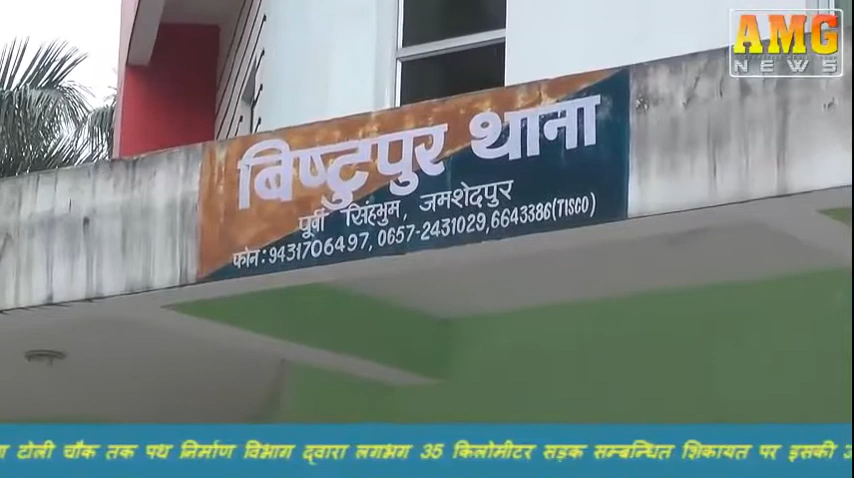 AMG
NEWS
बिष्टुपुर थाना
पूर्वी सिंहभुम, जमशेदपुर
फोन : 9431706497, 0657-2431029, 6643386 (TISCO)
टोली चौक तक पथ निर्माण विभाग द्वारा लगभग 35 किलोमीटर सड़क सम्बन्धित शिकायत पर इसकी